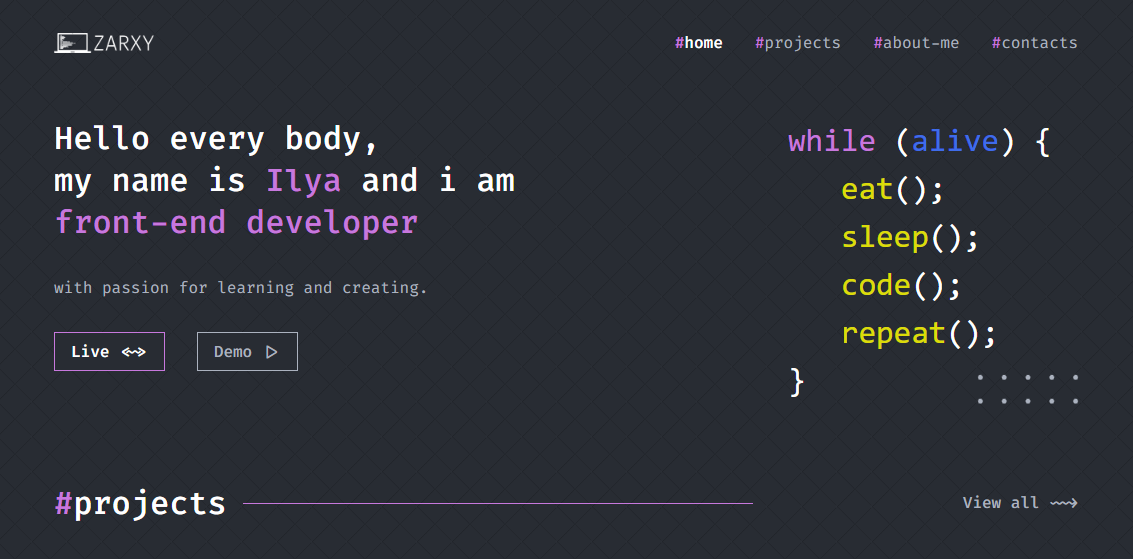 ZARXY
#home #projects #about-me #contacts
Hello every body,
my name is Ilya and i am
front-end developer
with passion for learning and creating.
Live <~>
Demo
while (alive) {
eat();
sleep();
code();
repeat();
}
#projects
View all ~~>